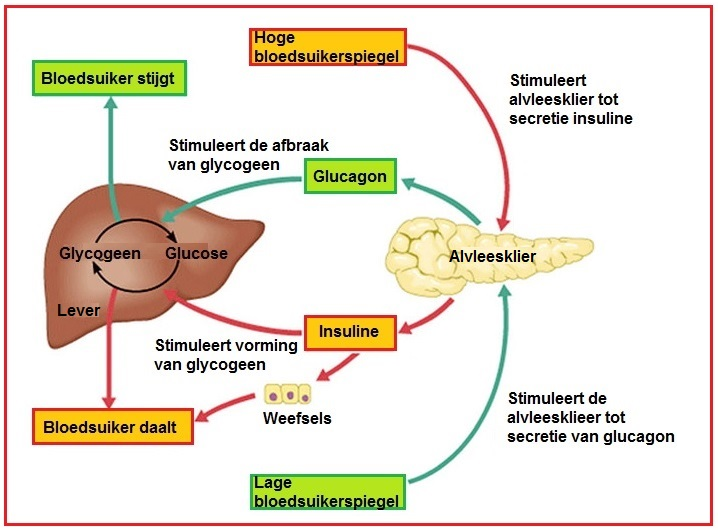 Hoge
bloedsuikerspiegel
Bloedsuiker stijgt
Stimuleert
alvleesklier tot
secretie insuline
Stimuleert de afbraak
van glycogeen
Glucagon
Glycogeen
Glucose
Alvleesklier
Lever
Insuline
Stimuleert vorming
van glycogeen
Weefsels
Bloedsuiker daalt
Stimuleert de
alvleesklieer tot
secretie van glucagon
Lage
bloedsuikerspiegel